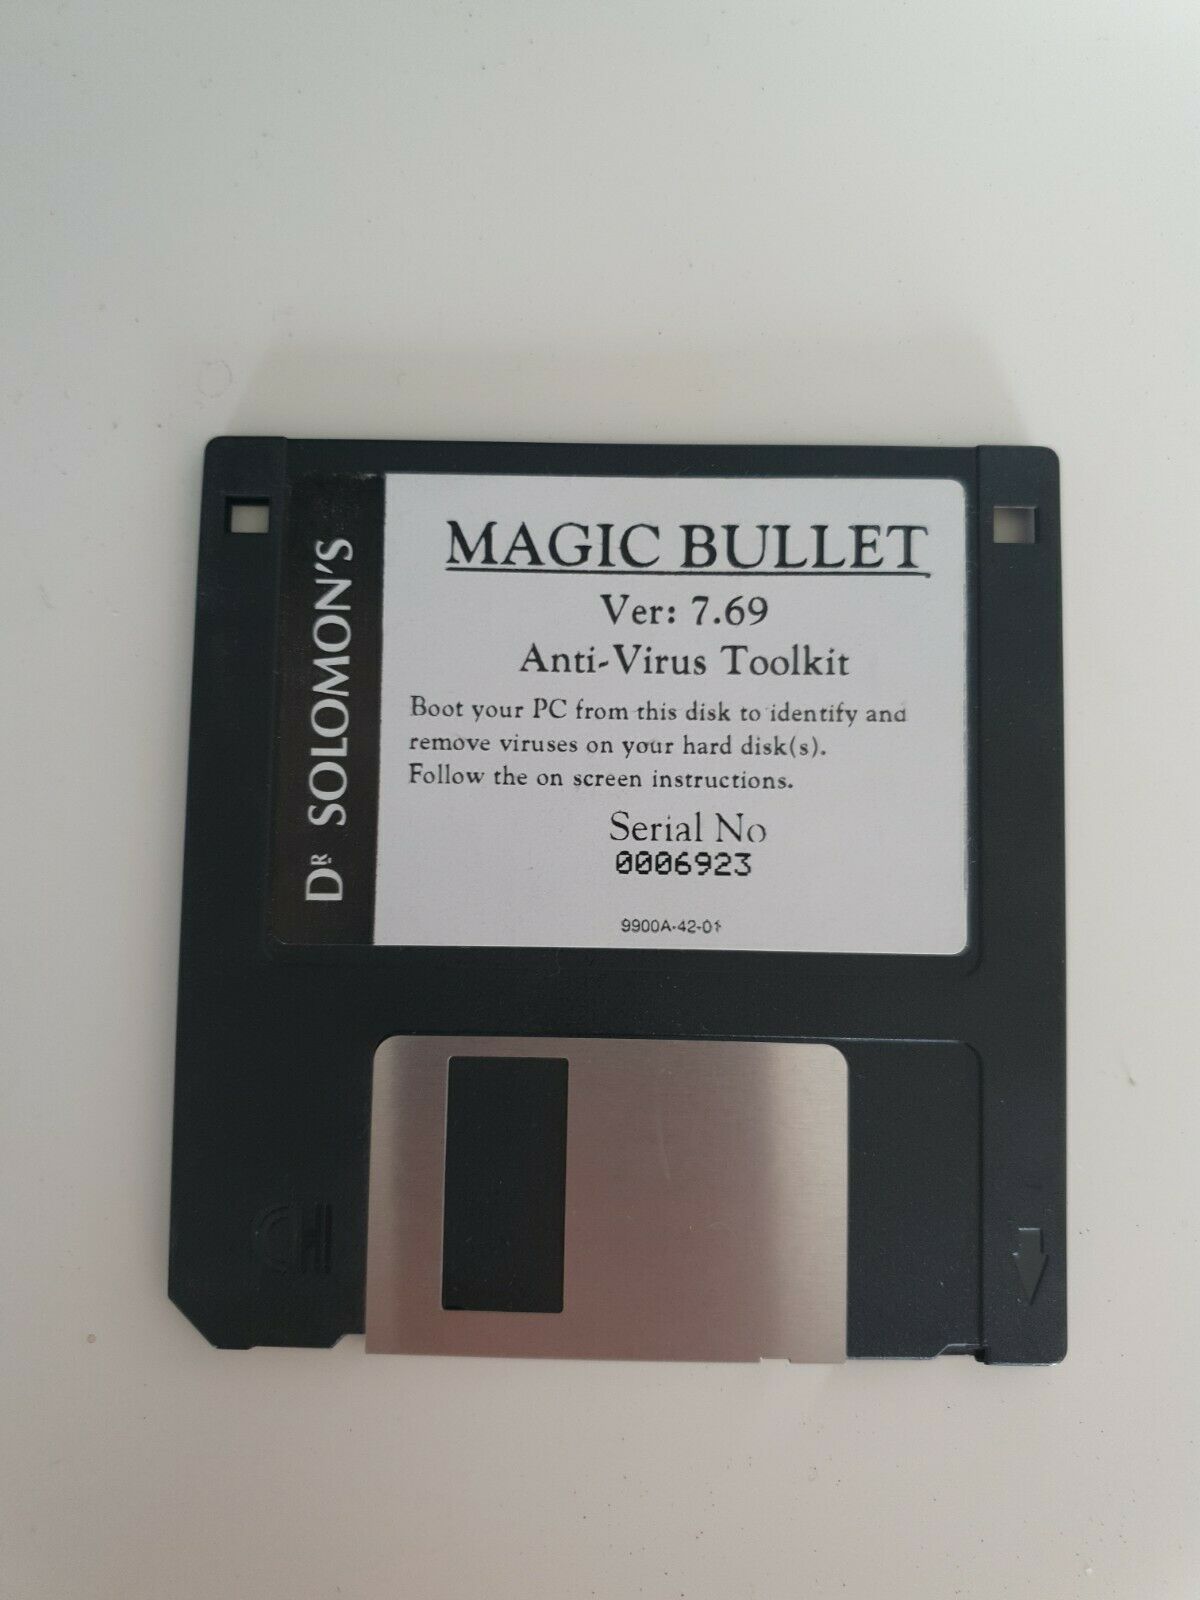 DR SOLOMON'S
MAGIC BULLET
Ver: 7.69
Anti-Virus Toolkit
Boot your PC from this disk to identify and
remove viruses on your hard disk(s).
Follow the on screen instructions.
Serial No
0006923
9900A-42-01
HD